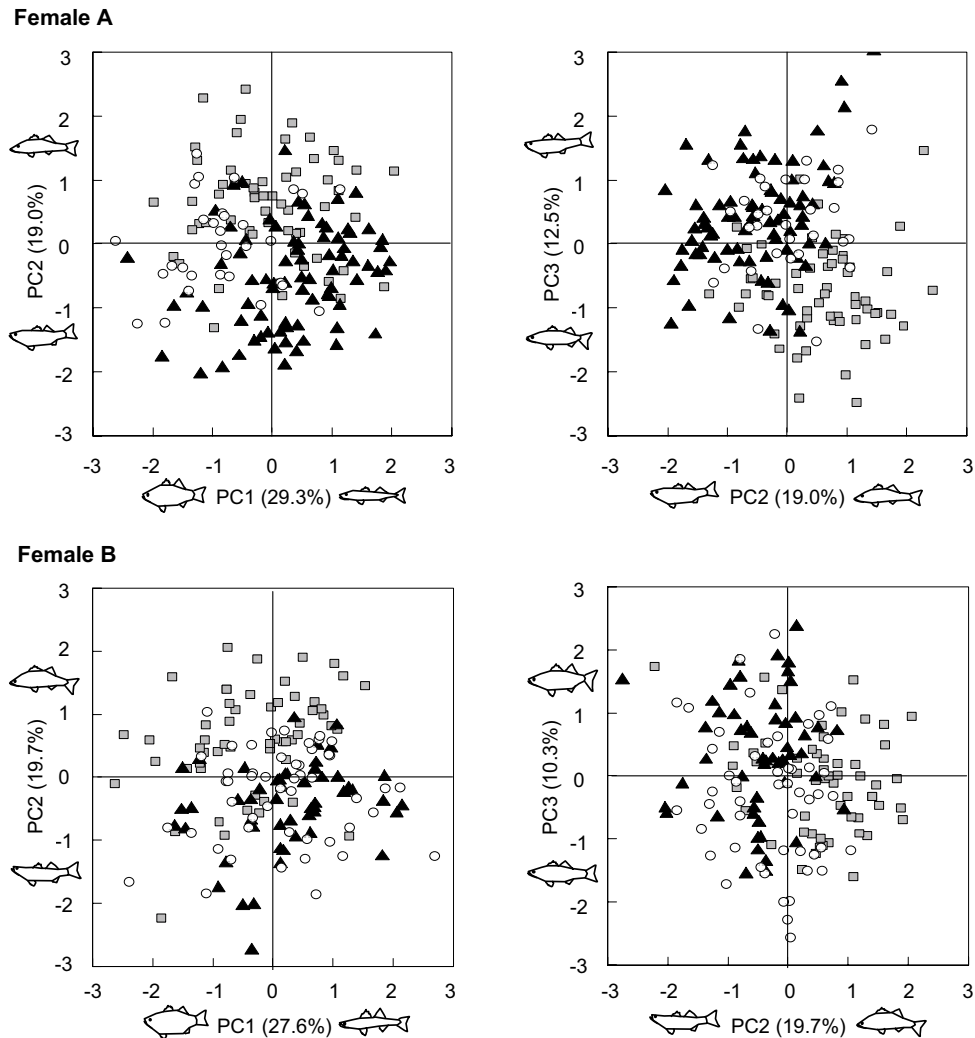 Female A
3
2
1
0
-1
-2
-3
PC2 (19.0%)
-3 -2 -1 0 1 2 3
PC1 (29.3%)
3
2
1
0
-1
-2
-3
PC3 (12.5%)
-3 -2 -1 0 1 2 3
PC2 (19.0%)
Female B
3
2
1
0
-1
-2
-3
PC2 (19.7%)
-3 -2 -1 0 1 2 3
PC1 (27.6%)
3
2
1
0
-1
-2
-3
PC3 (10.3%)
-3 -2 -1 0 1 2 3
PC2 (19.7%)